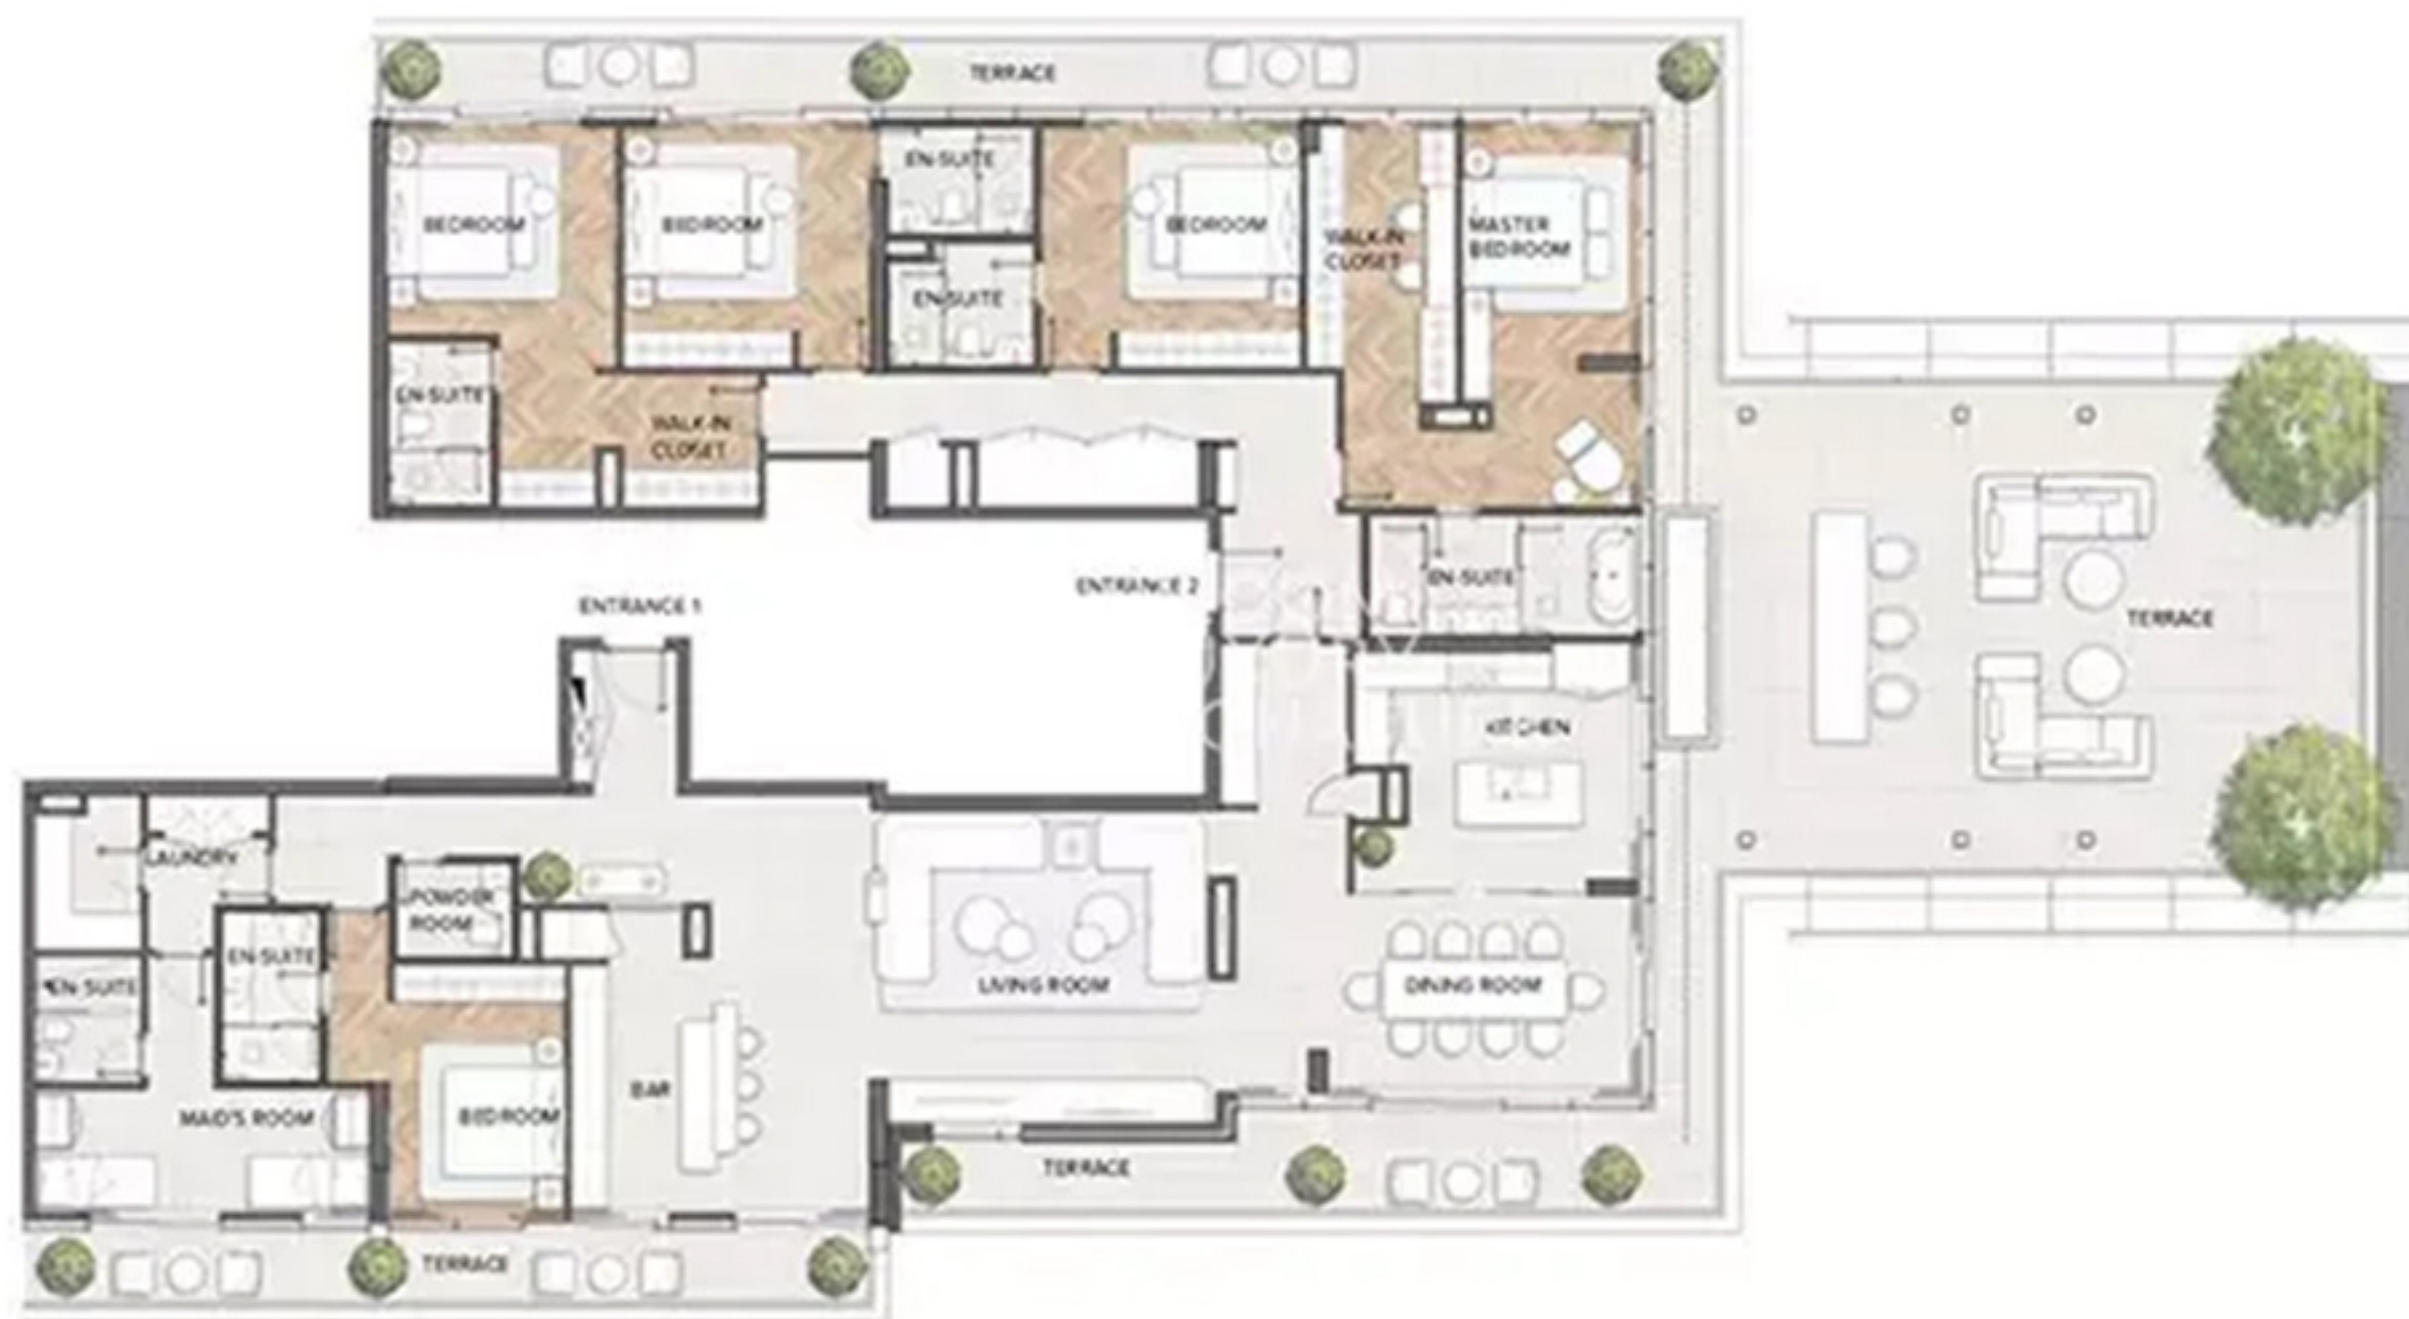 TERRACE
EN-SUITE
BEDROOM
BEDROOM
BEDROOM
WALK-IN
CLOSET
MASTER
BEDROOM
EN-SUITE
EN-SUITE
WALK-IN
CLOSET
ENTRANCE 1
ENTRANCE 2
EN-SUITE
TERRACE
KITCHEN
LAUNDRY
POWDER
ROOM
EN-SUITE
EN-SUITE
LIVING ROOM
DINING ROOM
MAID'S ROOM
BEDROOM
BAR
TERRACE
TERRACE